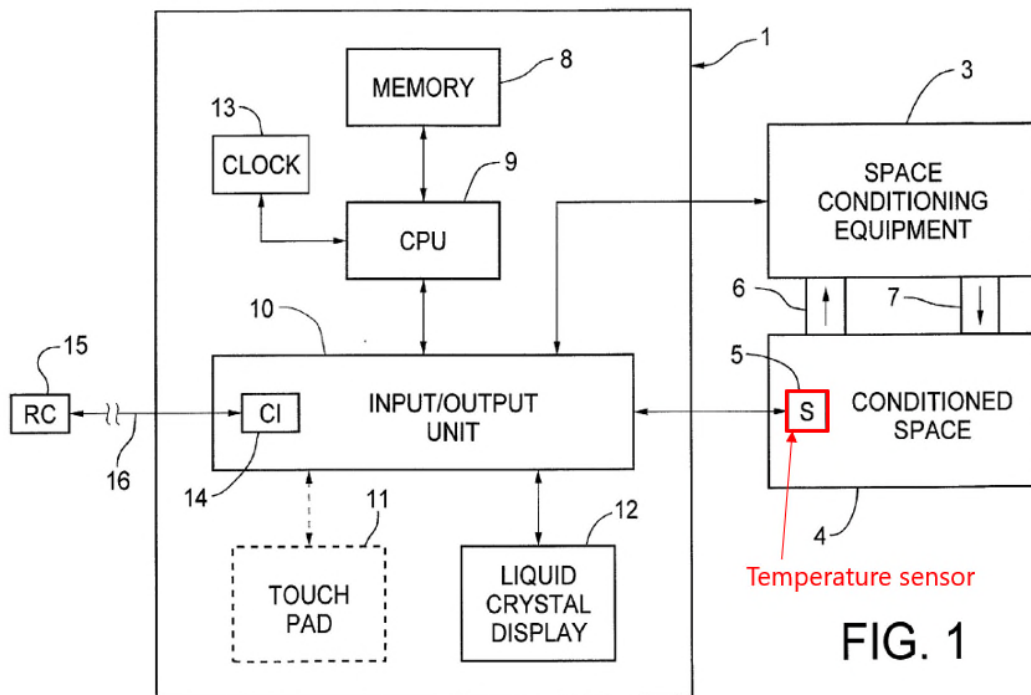 1
8
MEMORY
3
13
CLOCK
9
SPACE
CONDITIONING
EQUIPMENT
CPU
6
7
10
5
15
RC
CI
INPUT/OUTPUT
UNIT
S
CONDITIONED
SPACE
16
14
11
12
4
TOUCH
PAD
LIQUID
CRYSTAL
DISPLAY
Temperature sensor
FIG. 1